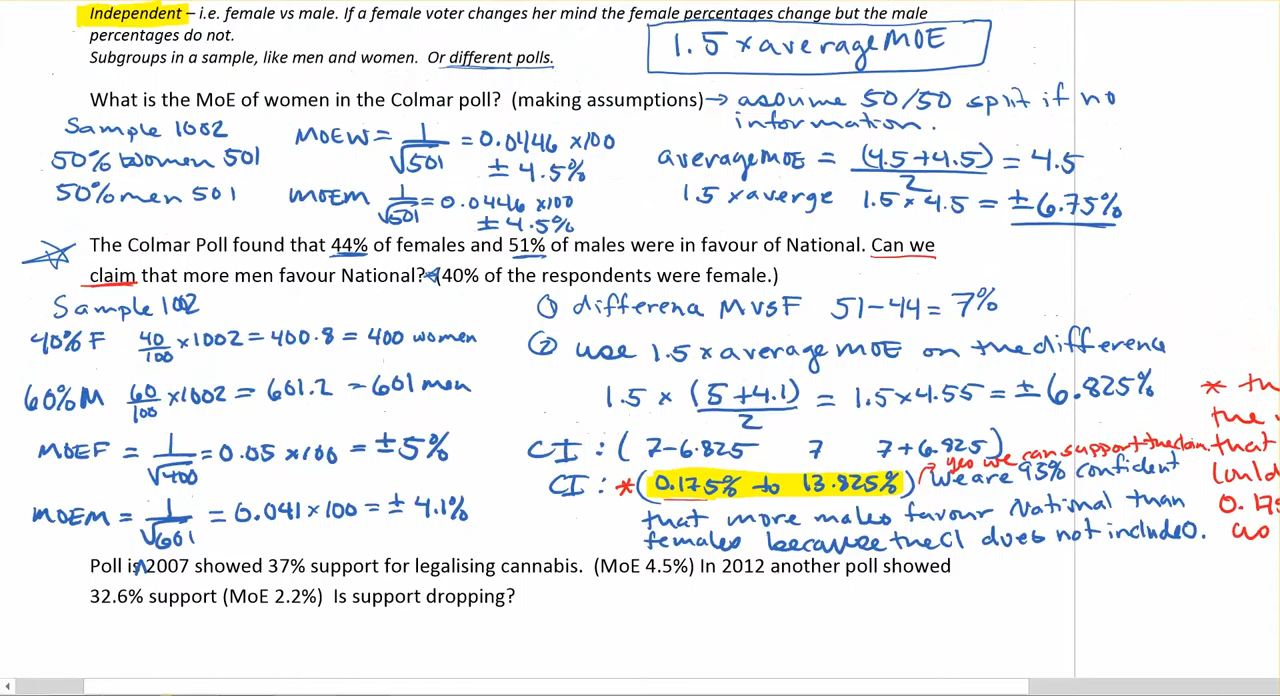 Independent – i.e. female vs male. If a female voter changes her mind the female percentages change but the male
percentages do not.
Subgroups in a sample, like men and women. Or different polls.
1.5 × average MOE
What is the MoE of women in the Colmar poll? (making assumptions) → assume 50/50 split if no
information.
Sample 1002
50% women 501
50% men 501
MOEW = 1/√501 = 0.0446 ×100
± 4.5%
MOEM 1/√501 = 0.0446 ×100
± 4.5%
average MOE = (4.5+4.5)/2 = 4.5
1.5 × averge 1.5 × 4.5 = ±6.75%
The Colmar Poll found that 44% of females and 51% of males were in favour of National. Can we
claim that more men favour National? (40% of the respondents were female.)
Sample 1002
40% F 40/100 × 1002 = 400.8 = 400 women
60% M 60/100 × 1002 = 601.2 = 601 men
MOEF = 1/√400 = 0.05 ×100 = ±5%
MOEM = 1/√601 = 0.041 ×100 = ± 4.1%
① differena M vs F 51-44 = 7%
② use 1.5 × average MOE on the difference
1.5 × (5+4.1)/2 = 1.5 × 4.55 = ± 6.825%
CI : ( 7-6.825 7 7+6.825 )
yes we can support the claim.
CI : * ( 0.175% to 13.825% ) We are 95% confident
that more males favour National than
females because the CI does not include 0.
* th
the
that
could
0.175
as
Poll is 2007 showed 37% support for legalising cannabis. (MoE 4.5%) In 2012 another poll showed
32.6% support (MoE 2.2%) Is support dropping?